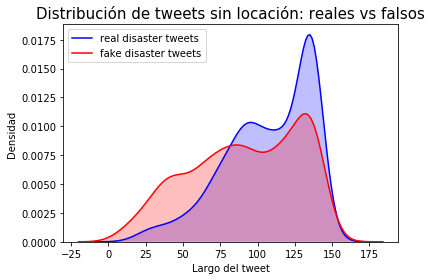 Distribución de tweets sin locación: reales vs falsos
real disaster tweets
fake disaster tweets
Densidad
0.0175
0.0150
0.0125
0.0100
0.0075
0.0050
0.0025
0.0000
−25 0 25 50 75 100 125 150 175
Largo del tweet